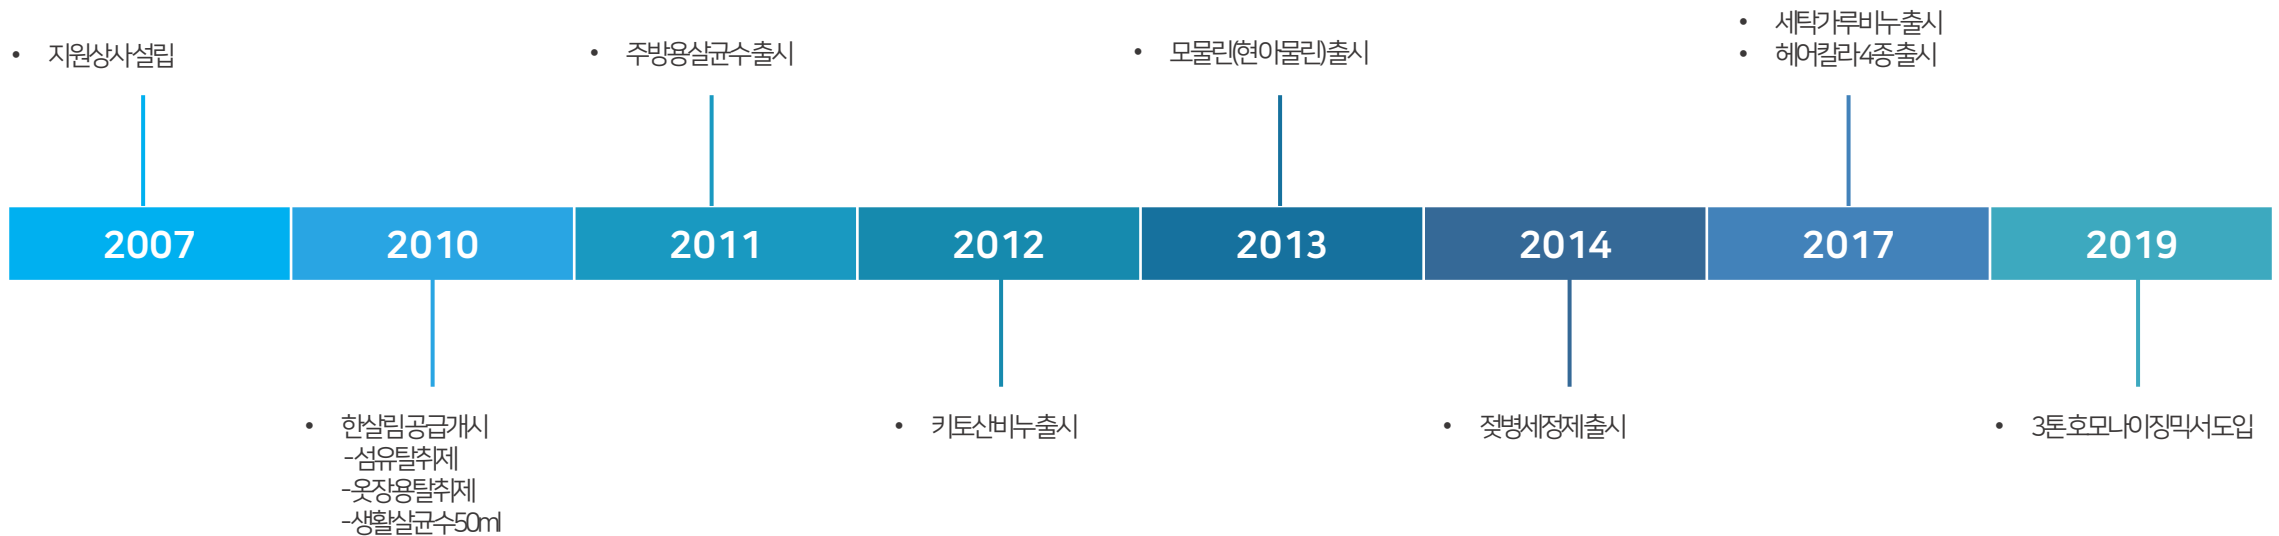 • 지원상사 설립
• 주방용살균수 출시
• 모물린(현아물린) 출시
• 세탁가루비누 출시
• 헤어칼라 4종 출시
2007 2010 2011 2012 2013 2014 2017 2019
• 한살림 공급개시
-섬유탈취제
-옷장용탈취제
-생활살균수50ml
• 키토산비누 출시
• 젖병세정제 출시
• 3톤 호모나이징믹서 도입